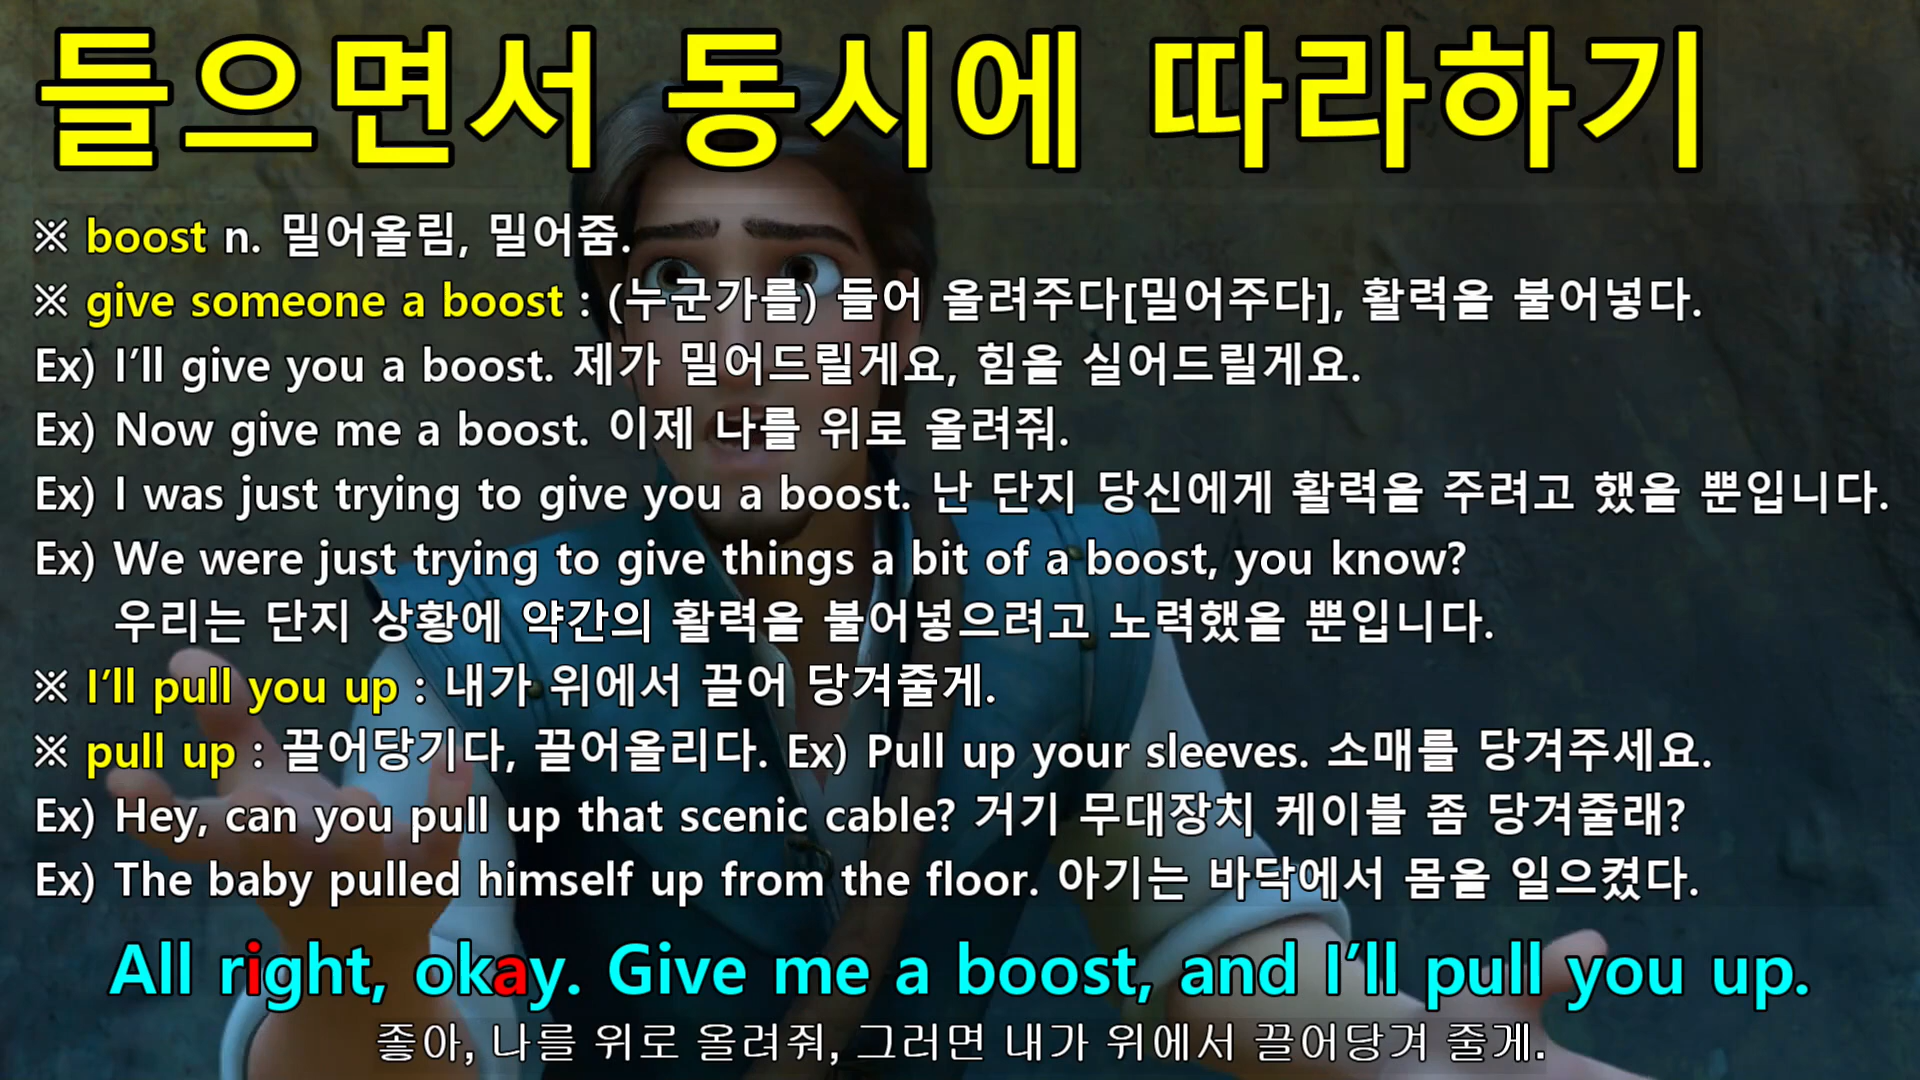 들으면서 동시에 따라하기
※ boost n. 밀어올림, 밀어줌.
※ give someone a boost : (누군가를) 들어 올려주다[밀어주다], 활력을 불어넣다.
Ex) I’ll give you a boost. 제가 밀어드릴게요, 힘을 실어드릴게요.
Ex) Now give me a boost. 이제 나를 위로 올려줘.
Ex) I was just trying to give you a boost. 난 단지 당신에게 활력을 주려고 했을 뿐입니다.
Ex) We were just trying to give things a bit of a boost, you know?
우리는 단지 상황에 약간의 활력을 불어넣으려고 노력했을 뿐입니다.
※ I’ll pull you up : 내가 위에서 끌어 당겨줄게.
※ pull up : 끌어당기다, 끌어올리다. Ex) Pull up your sleeves. 소매를 당겨주세요.
Ex) Hey, can you pull up that scenic cable? 거기 무대장치 케이블 좀 당겨줄래?
Ex) The baby pulled himself up from the floor. 아기는 바닥에서 몸을 일으켰다.
All right, okay. Give me a boost, and I’ll pull you up.
좋아, 나를 위로 올려줘, 그러면 내가 위에서 끌어당겨 줄게.